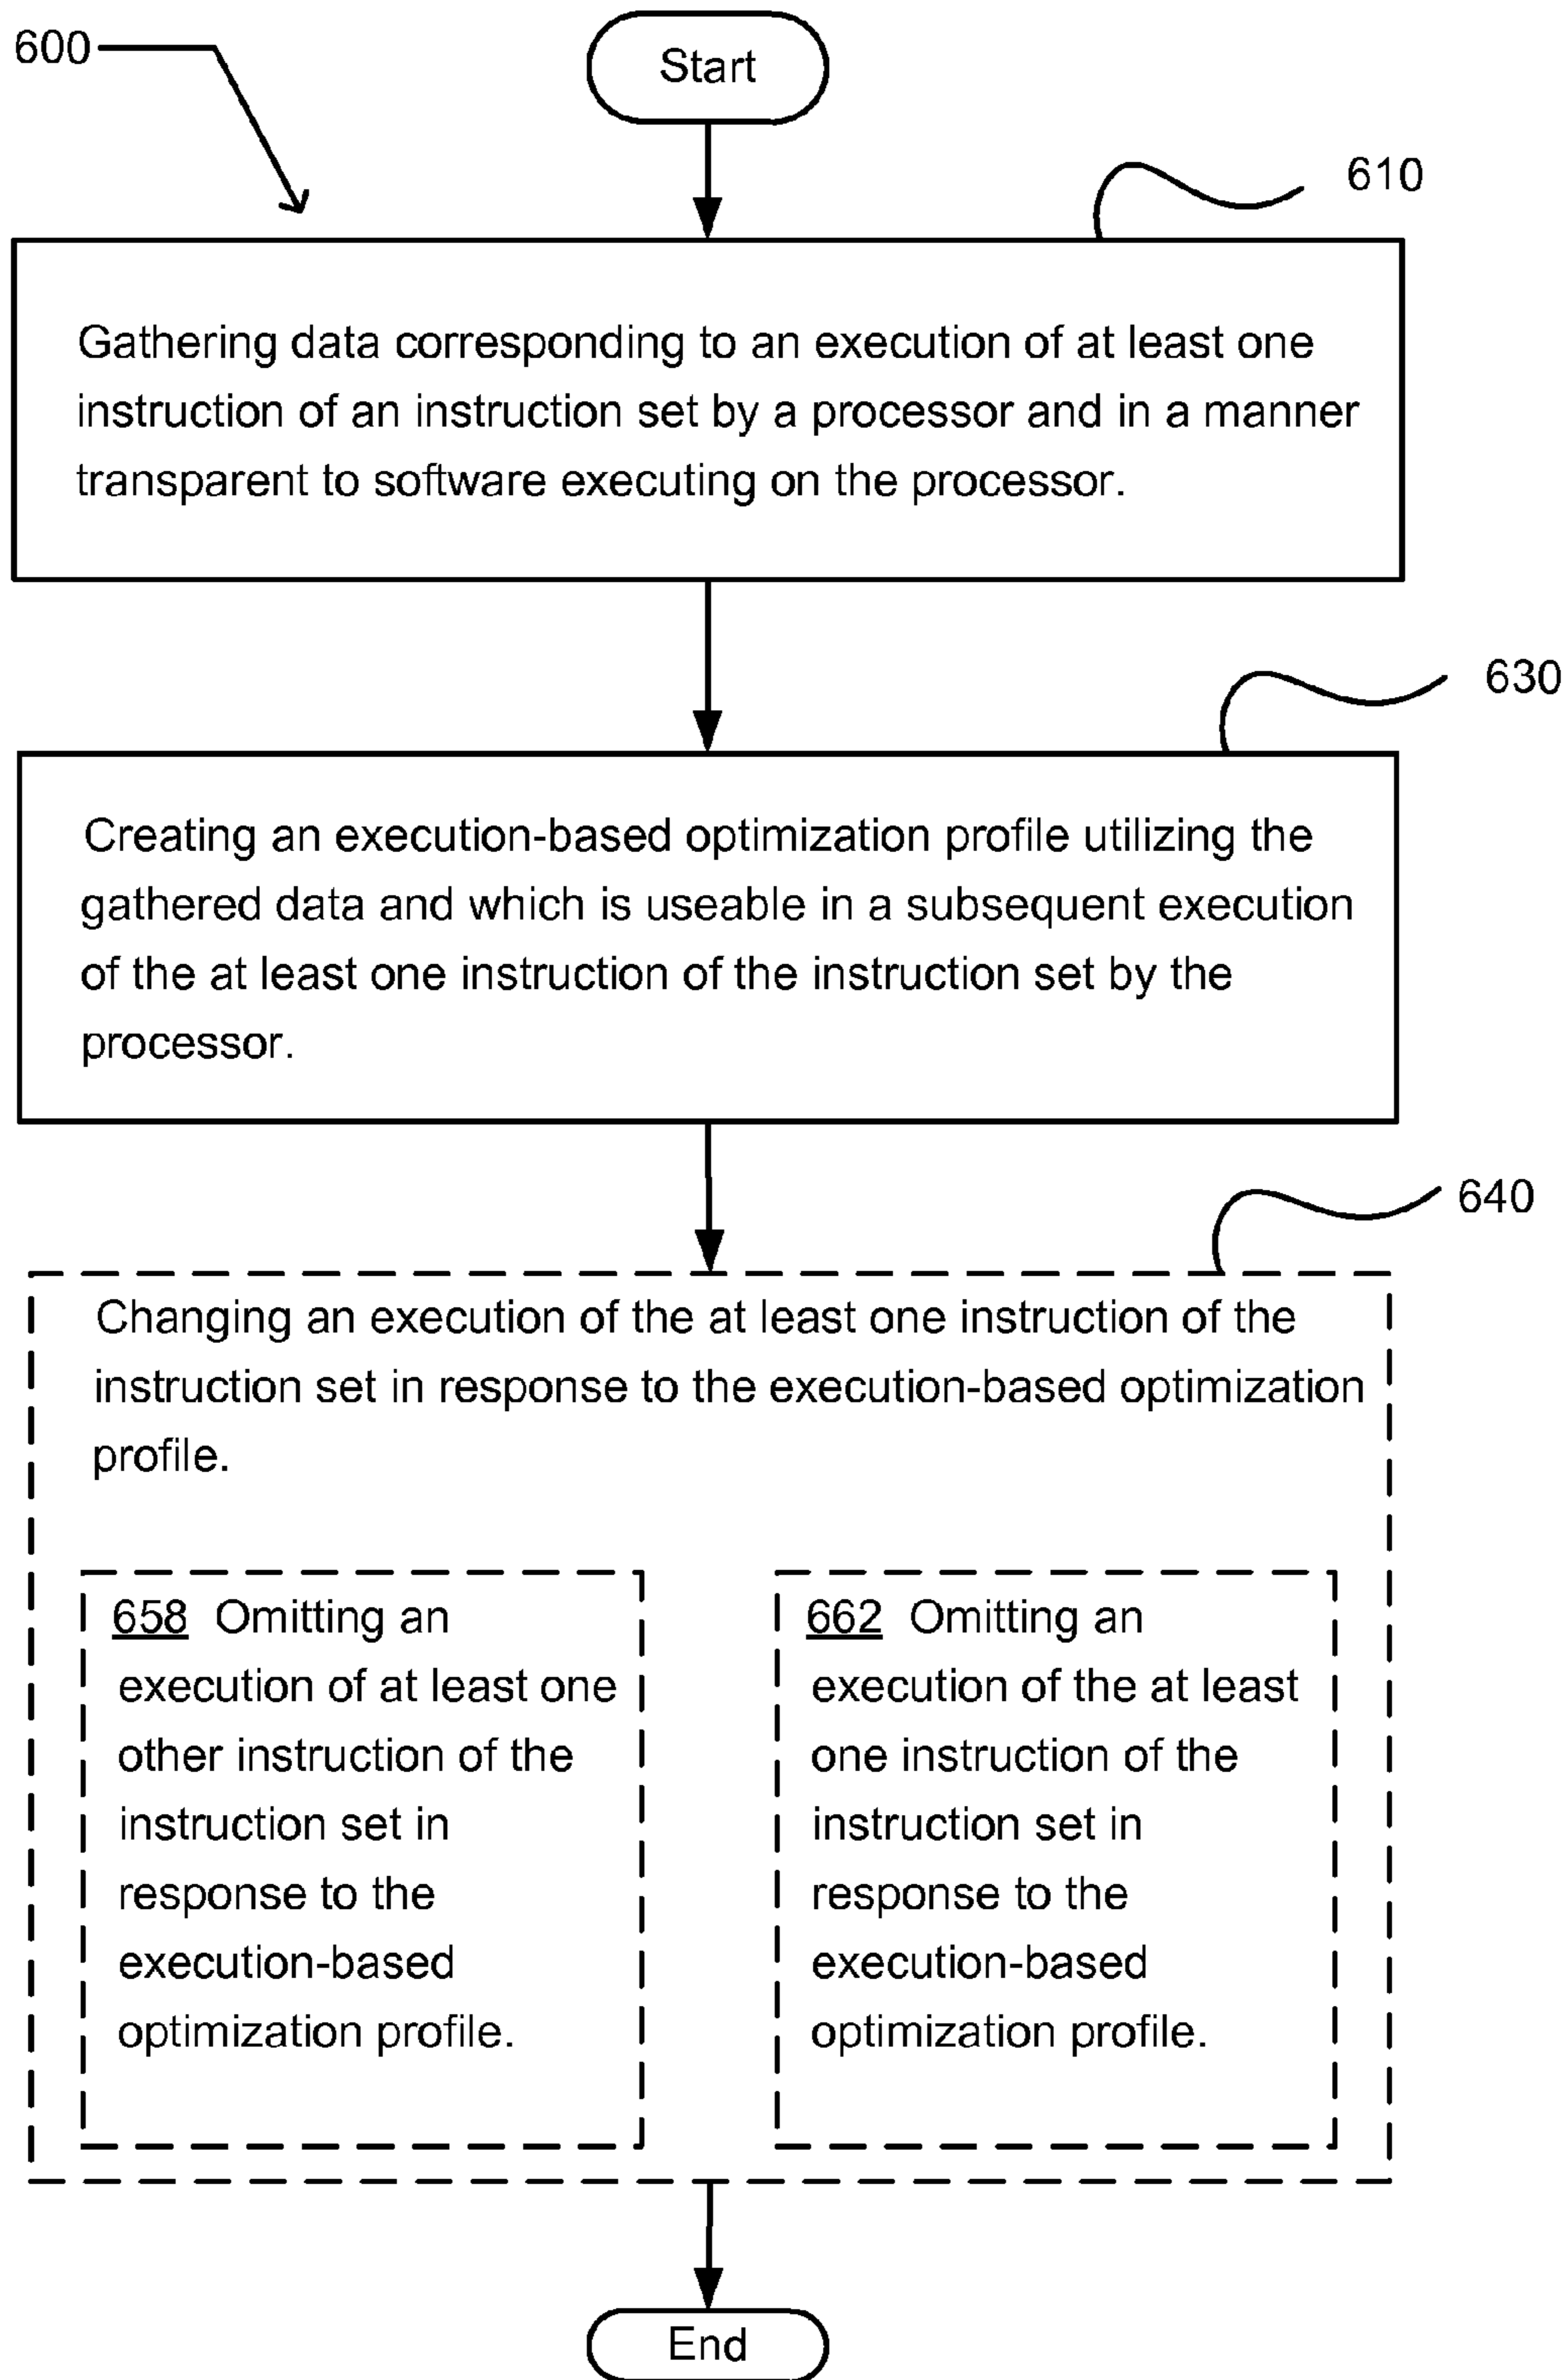 600
Start
610
Gathering data corresponding to an execution of at least one
instruction of an instruction set by a processor and in a manner
transparent to software executing on the processor.
630
Creating an execution-based optimization profile utilizing the
gathered data and which is useable in a subsequent execution
of the at least one instruction of the instruction set by the
processor.
640
Changing an execution of the at least one instruction of the
instruction set in response to the execution-based optimization
profile.
658 Omitting an
execution of at least one
other instruction of the
instruction set in
response to the
execution-based
optimization profile.
662 Omitting an
execution of the at least
one instruction of the
instruction set in
response to the
execution-based
optimization profile.
End